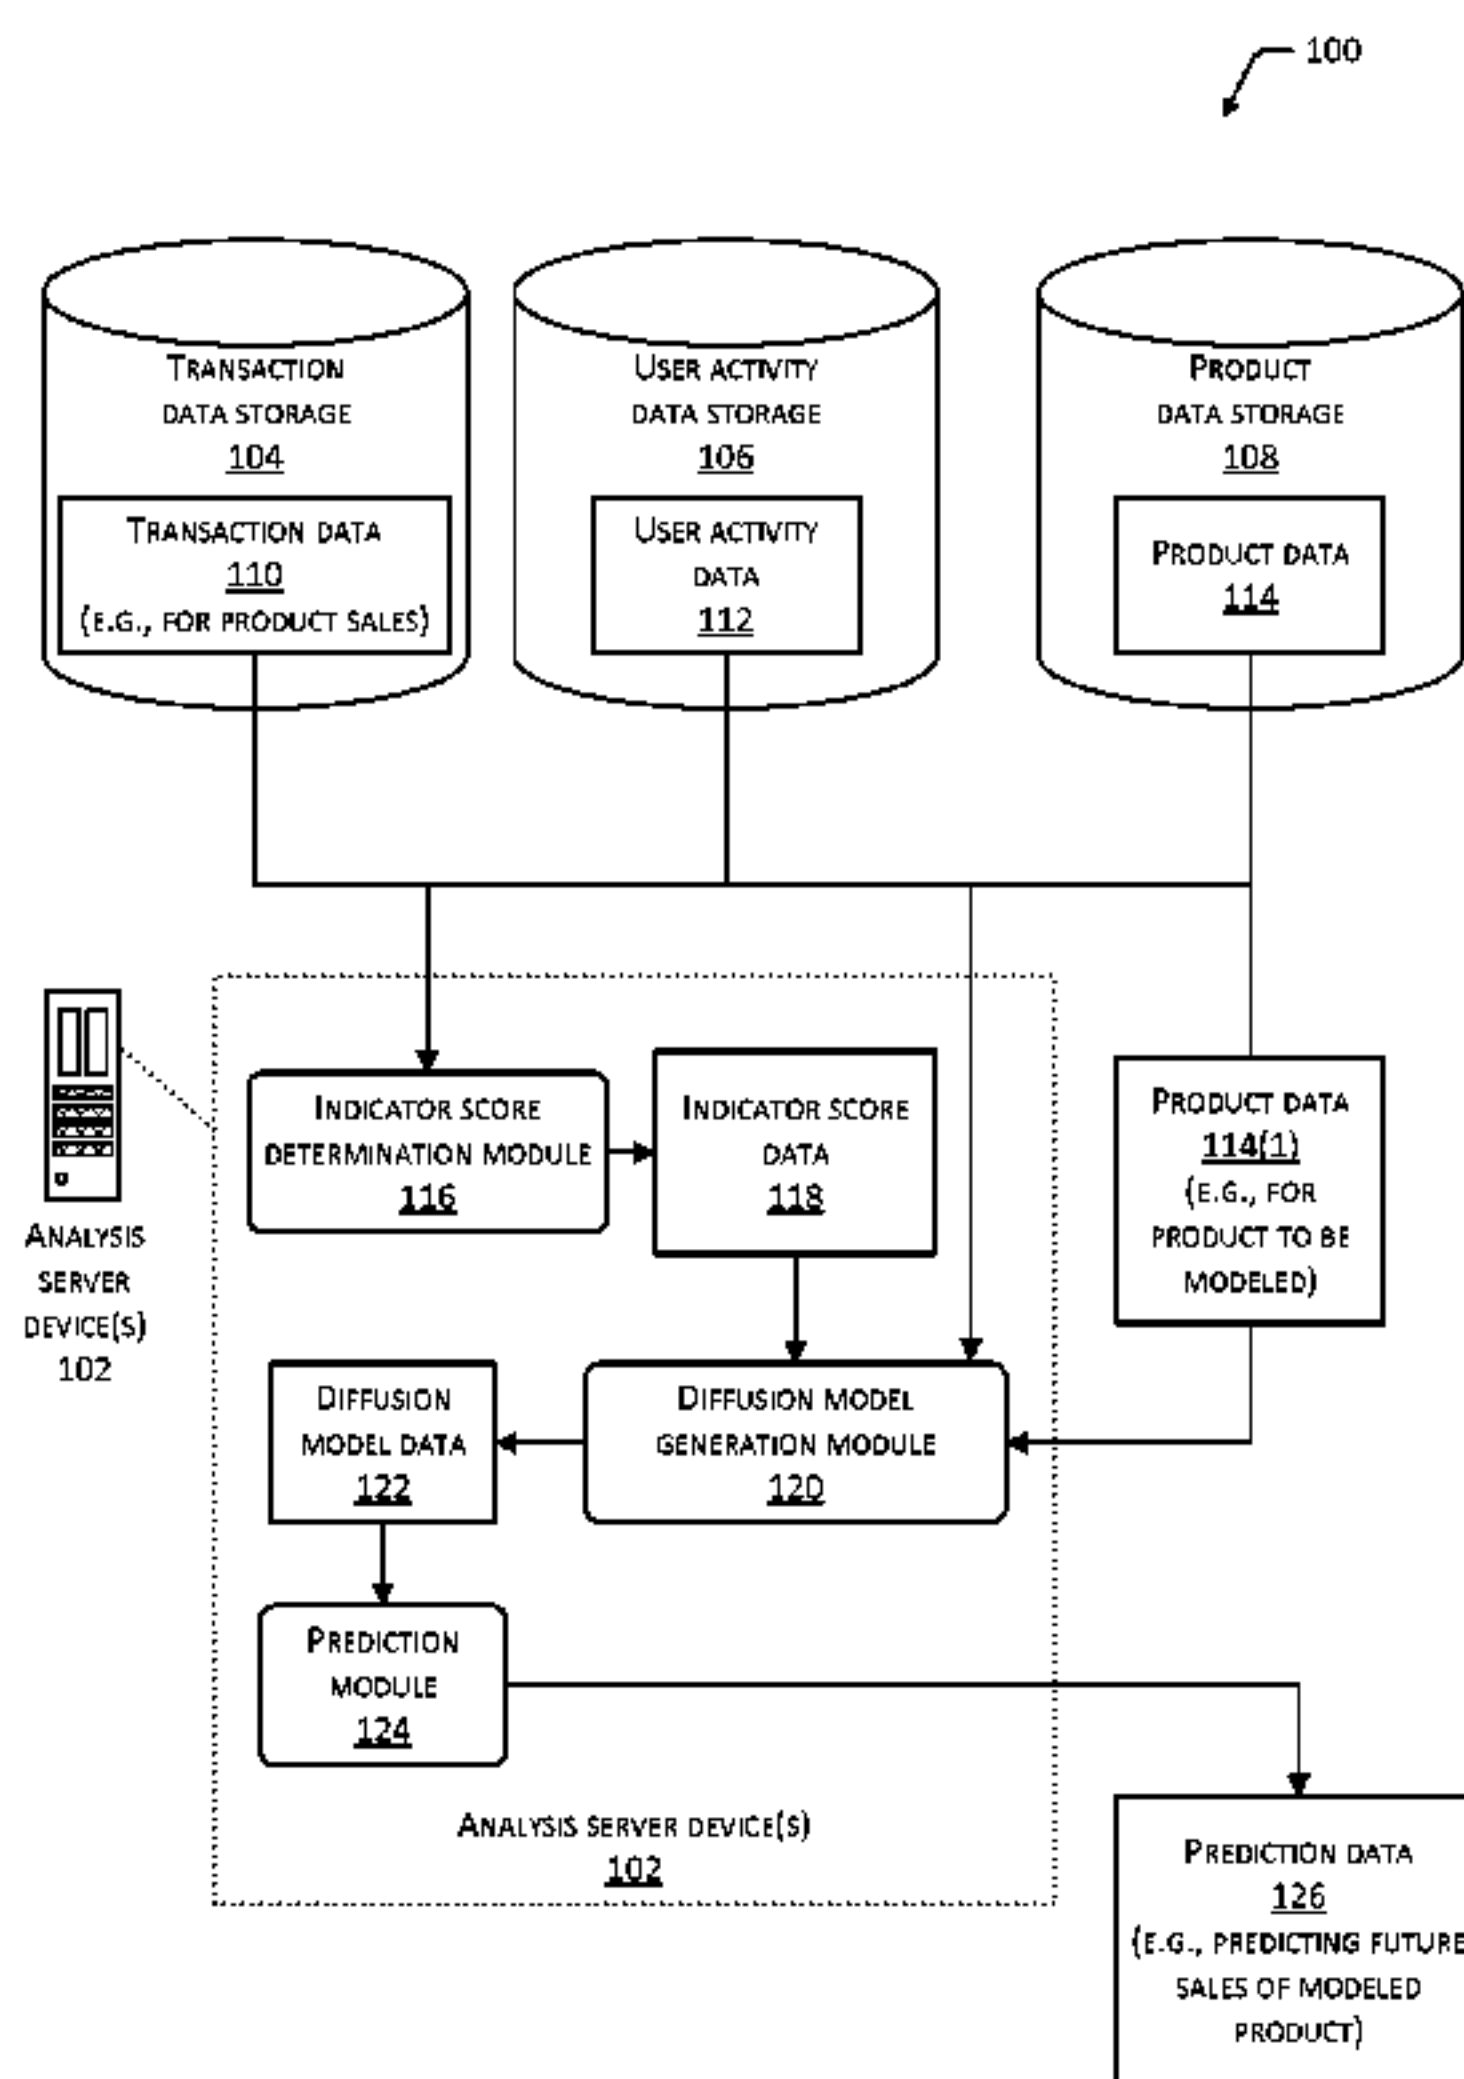 100
TRANSACTION
DATA STORAGE
104
TRANSACTION DATA
110
(E.G., FOR PRODUCT SALES)
USER ACTIVITY
DATA STORAGE
106
USER ACTIVITY
DATA
112
PRODUCT
DATA STORAGE
108
PRODUCT DATA
114
ANALYSIS
SERVER
DEVICE(S)
102
INDICATOR SCORE
DETERMINATION MODULE
116
INDICATOR SCORE
DATA
118
PRODUCT DATA
114(1)
(E.G., FOR
PRODUCT TO BE
MODELED)
DIFFUSION
MODEL DATA
122
DIFFUSION MODEL
GENERATION MODULE
120
PREDICTION
MODULE
124
ANALYSIS SERVER DEVICE(S)
102
PREDICTION DATA
126
(E.G., PREDICTING FUTURE
SALES OF MODELED
PRODUCT)